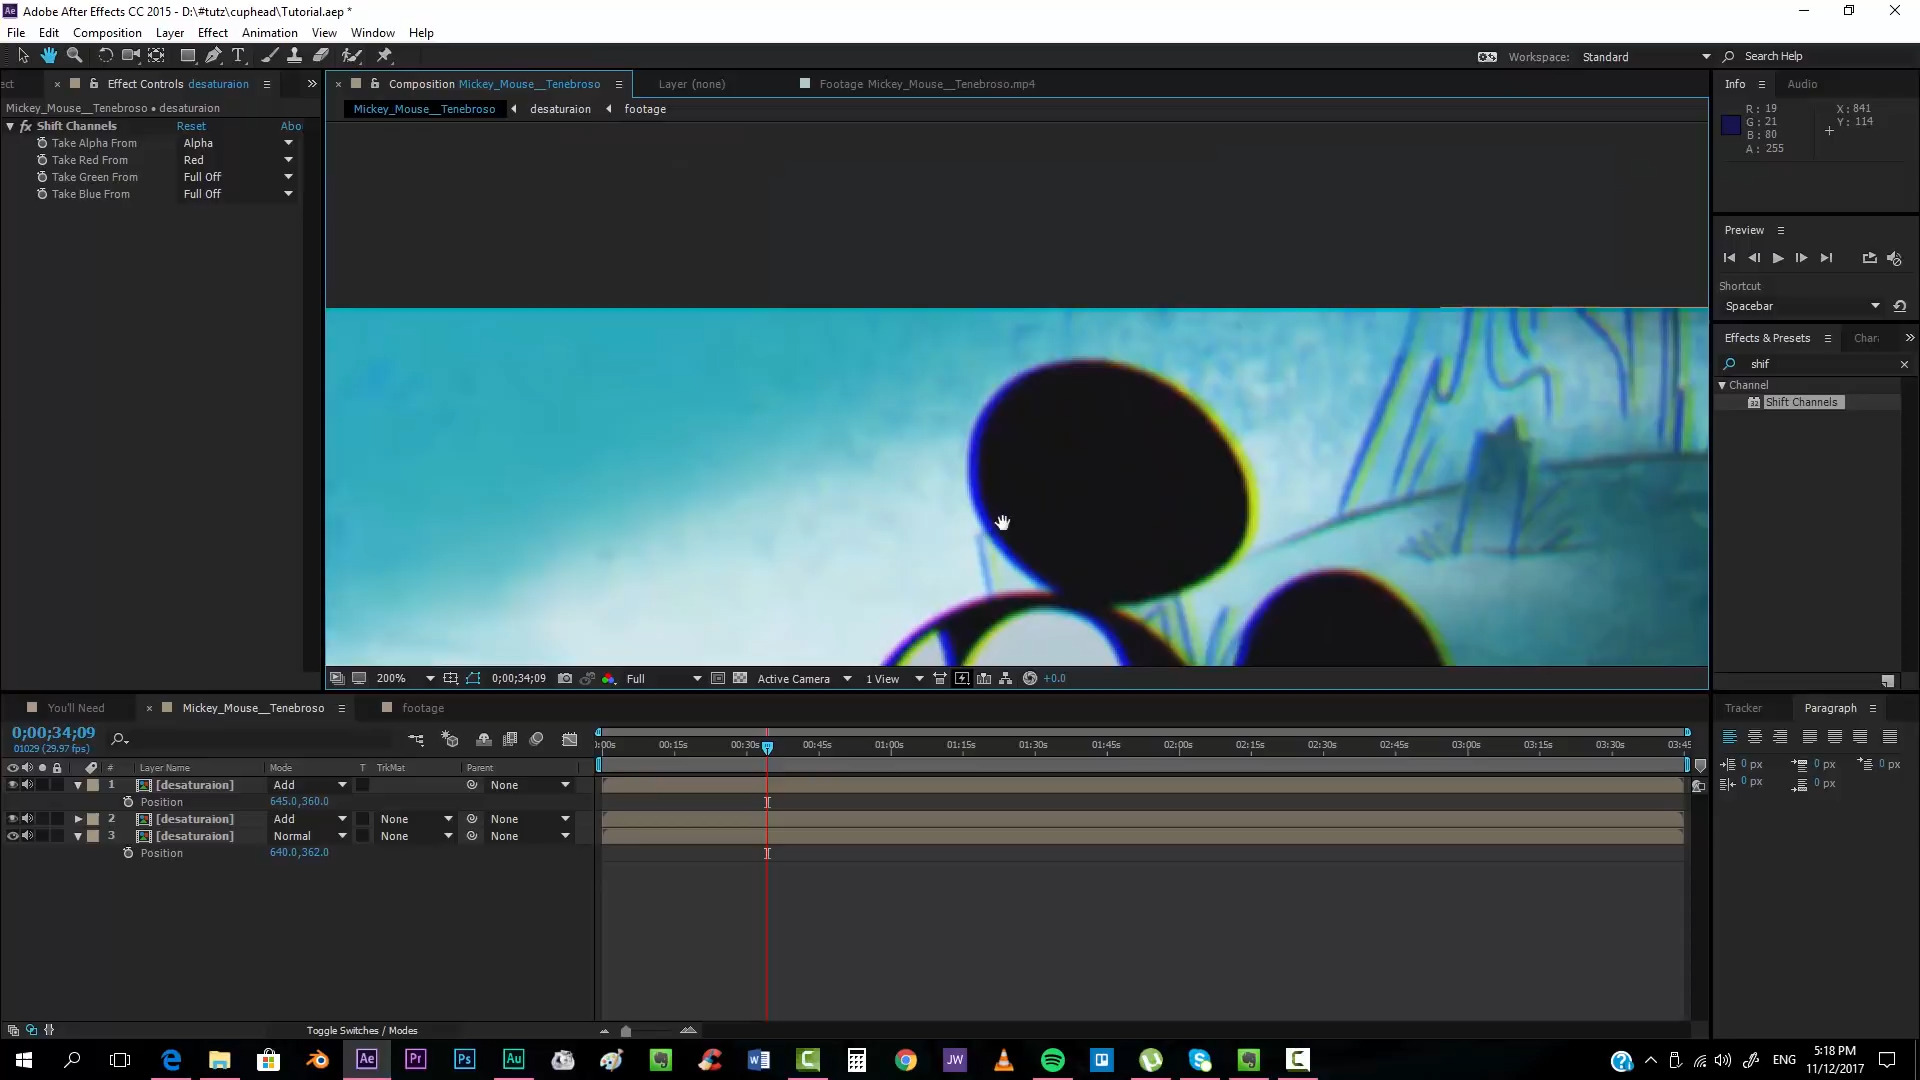 Adobe After Effects CC 2015 - D:\#tutz\cuphead\Tutorial.aep *
File Edit Composition Layer Effect Animation View Window Help
Workspace: Standard Search Help
ect Effect Controls desaturaion
Composition Mickey_Mouse__Tenebroso
Layer (none)
Footage Mickey_Mouse__Tenebroso.mp4
Info Audio
Mickey_Mouse__Tenebroso • desaturaion
Mickey_Mouse__Tenebroso desaturaion footage
fx Shift Channels Reset Abo
Take Alpha From Alpha
Take Red From Red
Take Green From Full Off
Take Blue From Full Off
R: 19 X: 841
G: 21 Y: 114
B: 80
A: 255
Preview
Shortcut
Spacebar
Effects & Presets Char
shif
Channel
32 Shift Channels
200% 0;00;34;09 Full Active Camera 1 View +0.0
You'll Need Mickey_Mouse__Tenebroso footage
Tracker Paragraph
0;00;34;09
01029 (29.97 fps)
0:00s 00:15s 00:30s 00:45s 01:00s 01:15s 01:30s 01:45s 02:00s 02:15s 02:30s 02:45s 03:00s 03:15s 03:30s 03:45
# Layer Name Mode T TrkMat Parent
1 [desaturaion] Add None
Position 645.0,360.0
2 [desaturaion] Add None None
3 [desaturaion] Normal None None
Position 640.0,362.0
0 px 0 px 0 px
0 px 0 px
Toggle Switches / Modes
Ae Pr Ps Au JW
ENG
5:18 PM
11/12/2017